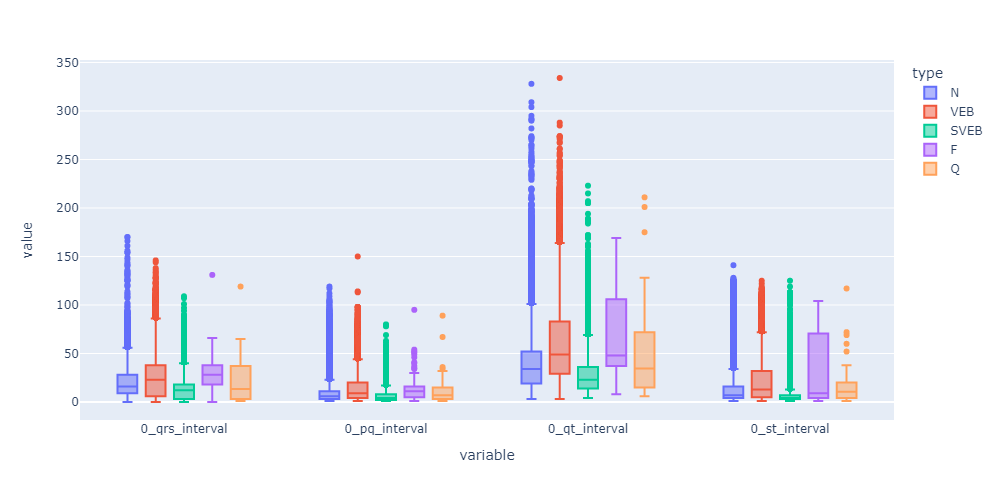 350
300
250
200
150
100
50
0
value
0_qrs_interval
0_pq_interval
0_qt_interval
0_st_interval
variable
type
N
VEB
SVEB
F
Q